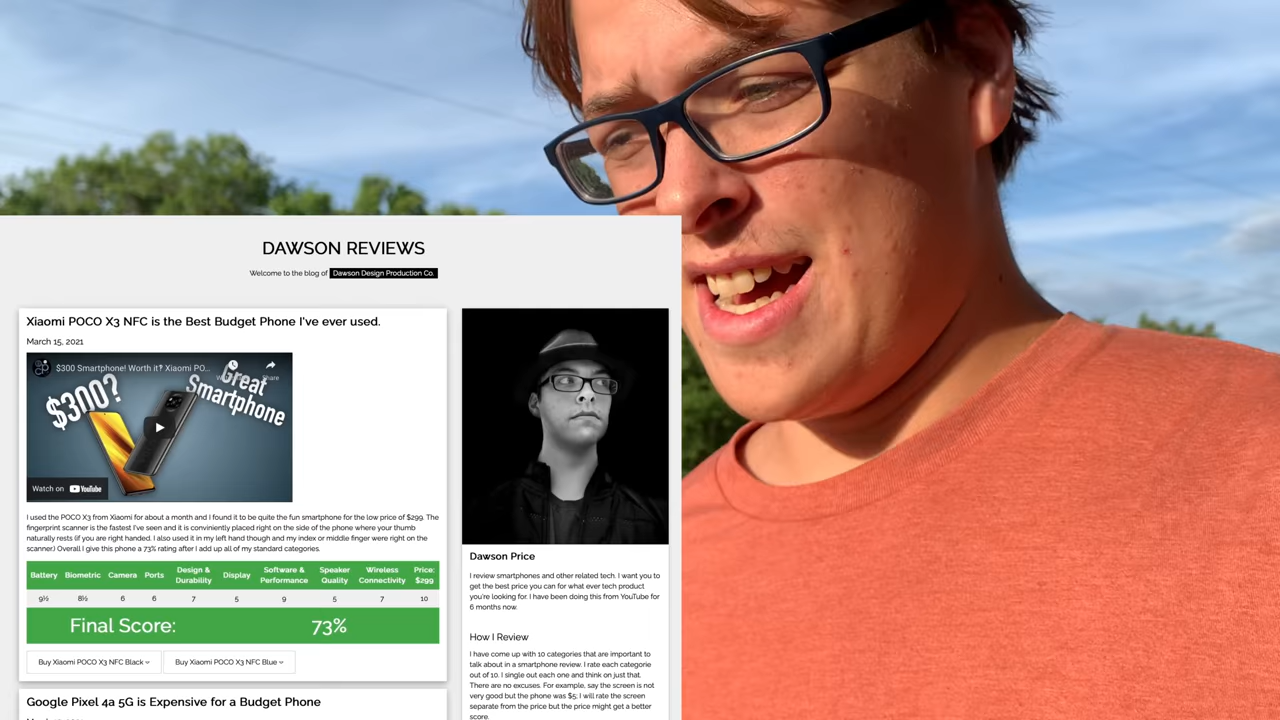 DAWSON REVIEWS
Welcome to the blog of Dawson Design Production Co.
Xiaomi POCO X3 NFC is the Best Budget Phone I've ever used.
March 15, 2021
$300 Smartphone! Worth it? Xiaomi PO...
Share
$300?
Great
Smartphone
Watch on YouTube
I used the POCO X3 from Xiaomi for about a month and I found it to be quite the fun smartphone for the low price of $299. The
fingerprint scanner is the fastest I've seen and it is conviniently placed right on the side of the phone where your thumb
naturally rests (if you are right handed. I also used it in my left hand though and my index or middle finger were right on the
scanner.) Overall I give this phone a 73% rating after I add up all of my standard categories.
Battery Biometric Camera Ports Design & Durability Display Software & Performance Speaker Quality Wireless Connectivity Price: $299
9½ 8½ 6 6 7 5 9 5 7 10
Final Score: 73%
Buy Xiaomi POCO X3 NFC Black
Buy Xiaomi POCO X3 NFC Blue
Google Pixel 4a 5G is Expensive for a Budget Phone
Dawson Price
I review smartphones and other related tech. I want you to
get the best price you can for what ever tech product
you're looking for. I have been doing this from YouTube for
6 months now.
How I Review
I have come up with 10 categories that are important to
talk about in a smartphone review. I rate each categorie
out of 10. I single out each one and think on just that.
There are no excuses. For example, say the screen is not
very good but the phone was $5; I will rate the screen
separate from the price but the price might get a better
score.